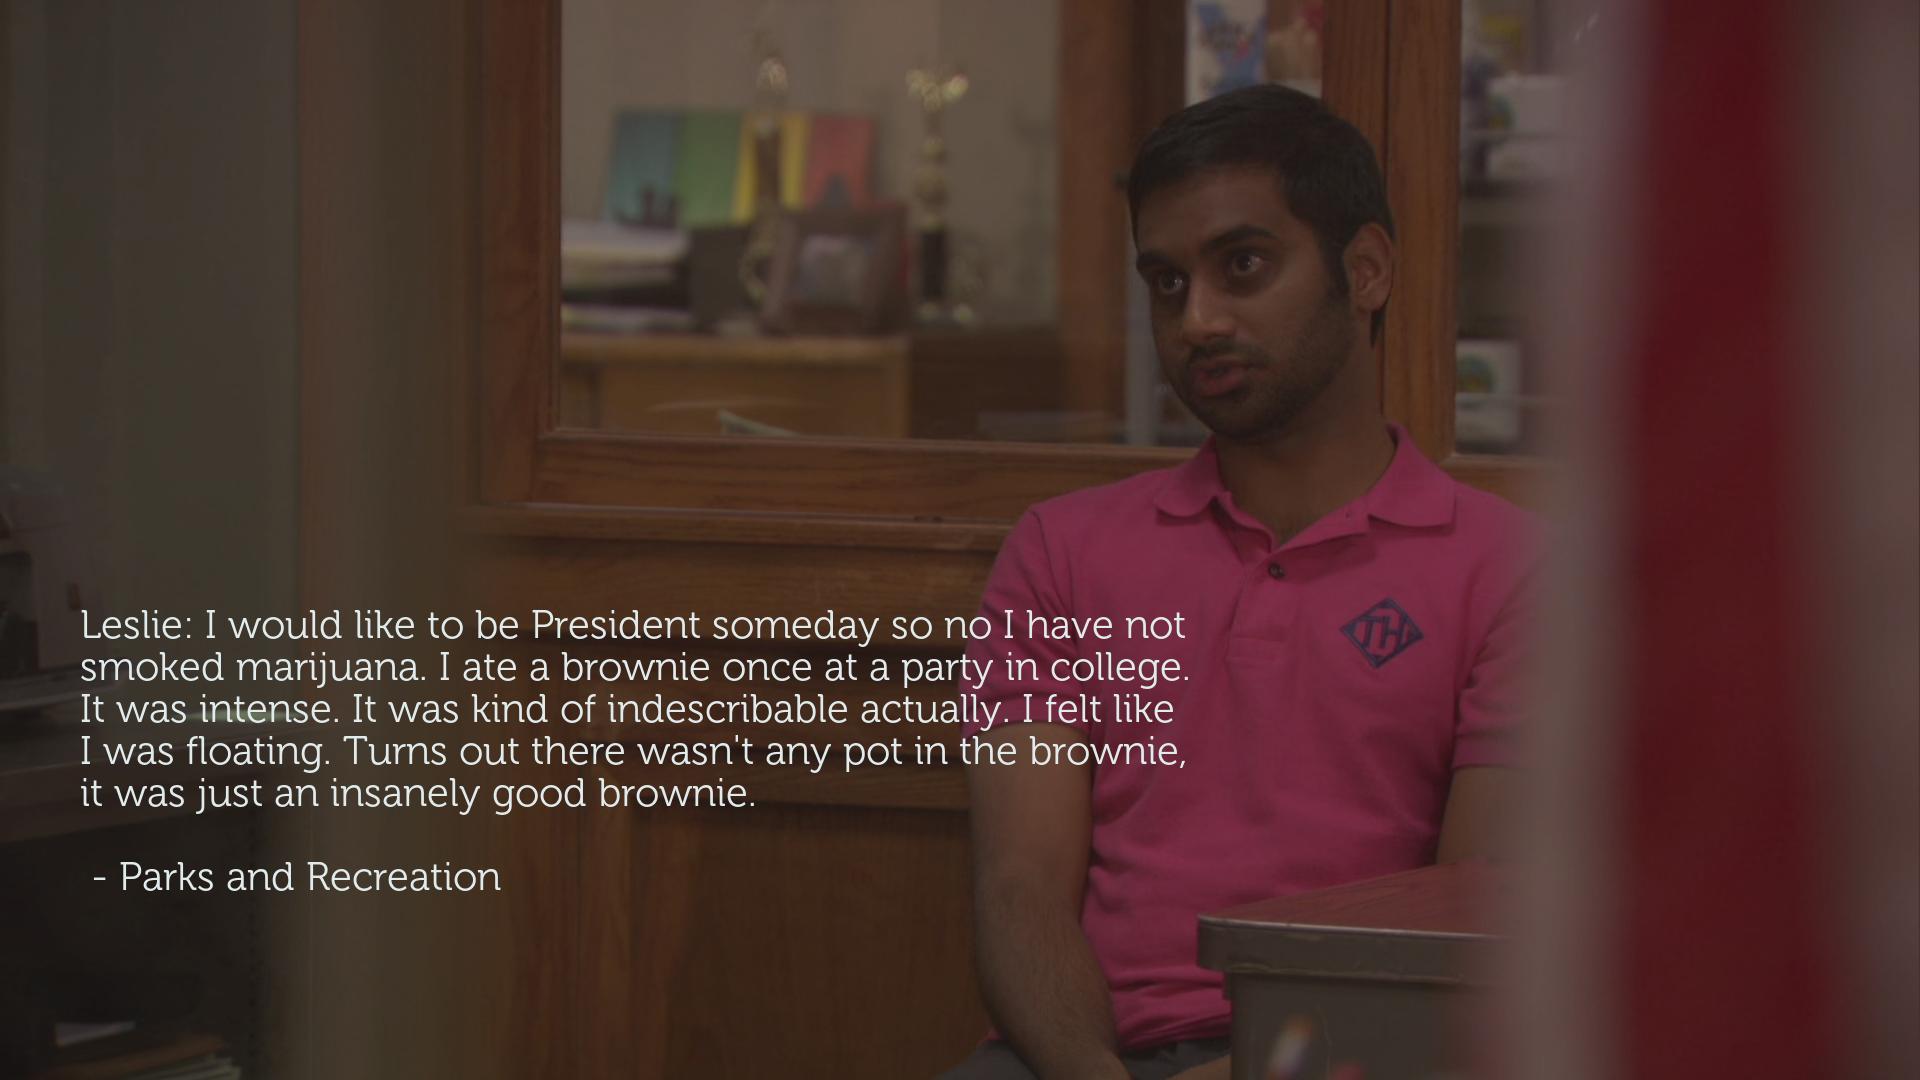 Leslie: I would like to be President someday so no I have not
smoked marijuana. I ate a brownie once at a party in college.
It was intense. It was kind of indescribable actually. I felt like
I was floating. Turns out there wasn't any pot in the brownie,
it was just an insanely good brownie.
- Parks and Recreation
TH